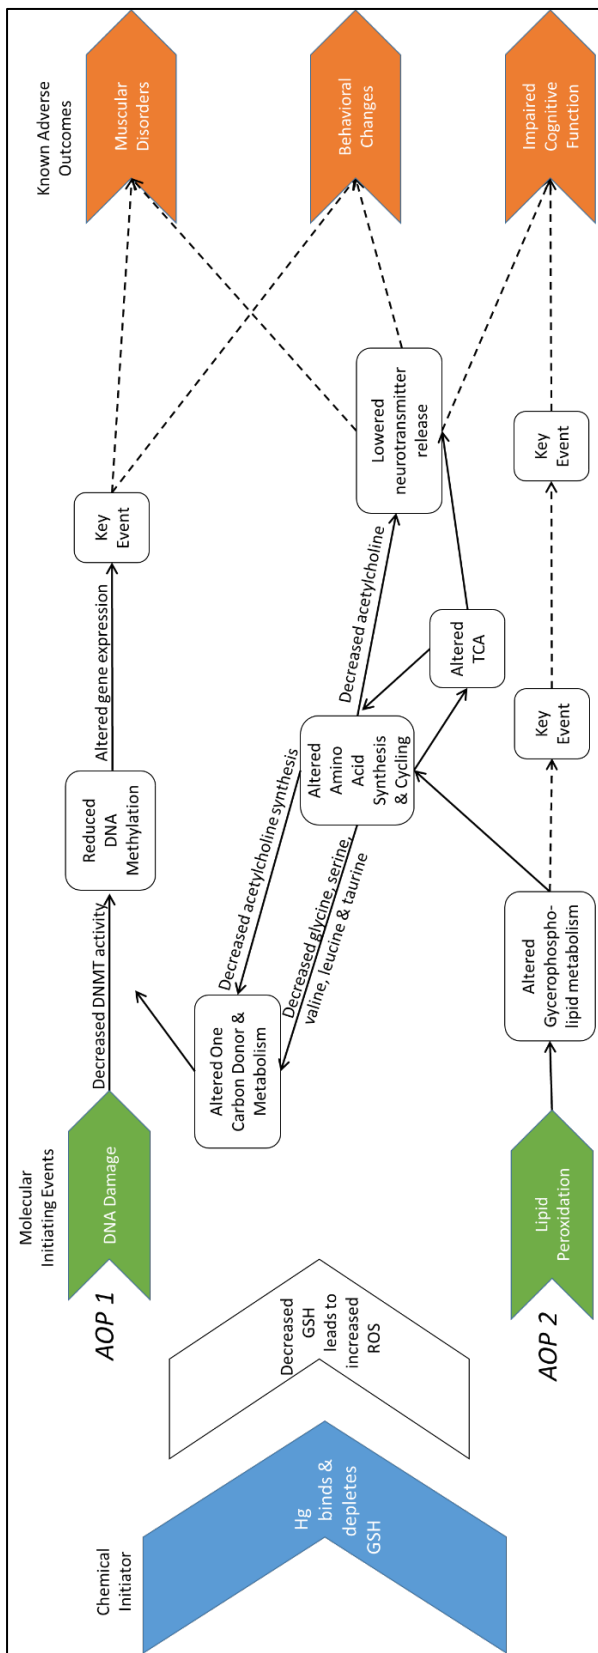 Chemical
Initiator
Hg
binds &
depletes
GSH
Decreased
GSH
leads to
increased
ROS
Molecular
Initiating Events
AOP 1
DNA Damage
AOP 2
Lipid
Peroxidation
Decreased DNMT activity
Reduced
DNA
Methylation
Altered gene expression
Key
Event
Altered One
Carbon Donor &
Metabolism
Decreased acetylcholine synthesis
Decreased glycine, serine,
valine, leucine & taurine
Altered
Amino
Acid
Synthesis
& Cycling
Decreased acetylcholine
Altered
TCA
Lowered
neurotransmitter
release
Altered
Gycerophospho-
lipid metabolism
Key
Event
Key
Event
Known Adverse
Outcomes
Muscular
Disorders
Behavioral
Changes
Impaired
Cognitive
Function